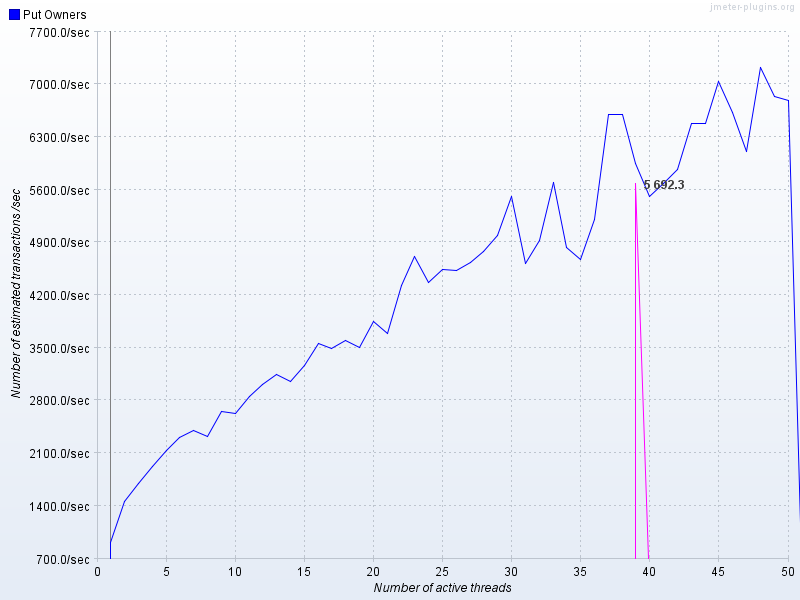 jmeter-plugins.org
Put Owners
7700.0/sec
7000.0/sec
6300.0/sec
5600.0/sec
4900.0/sec
4200.0/sec
3500.0/sec
2800.0/sec
2100.0/sec
1400.0/sec
700.0/sec
Number of estimated transactions /sec
5 692.3
0 5 10 15 20 25 30 35 40 45 50
Number of active threads